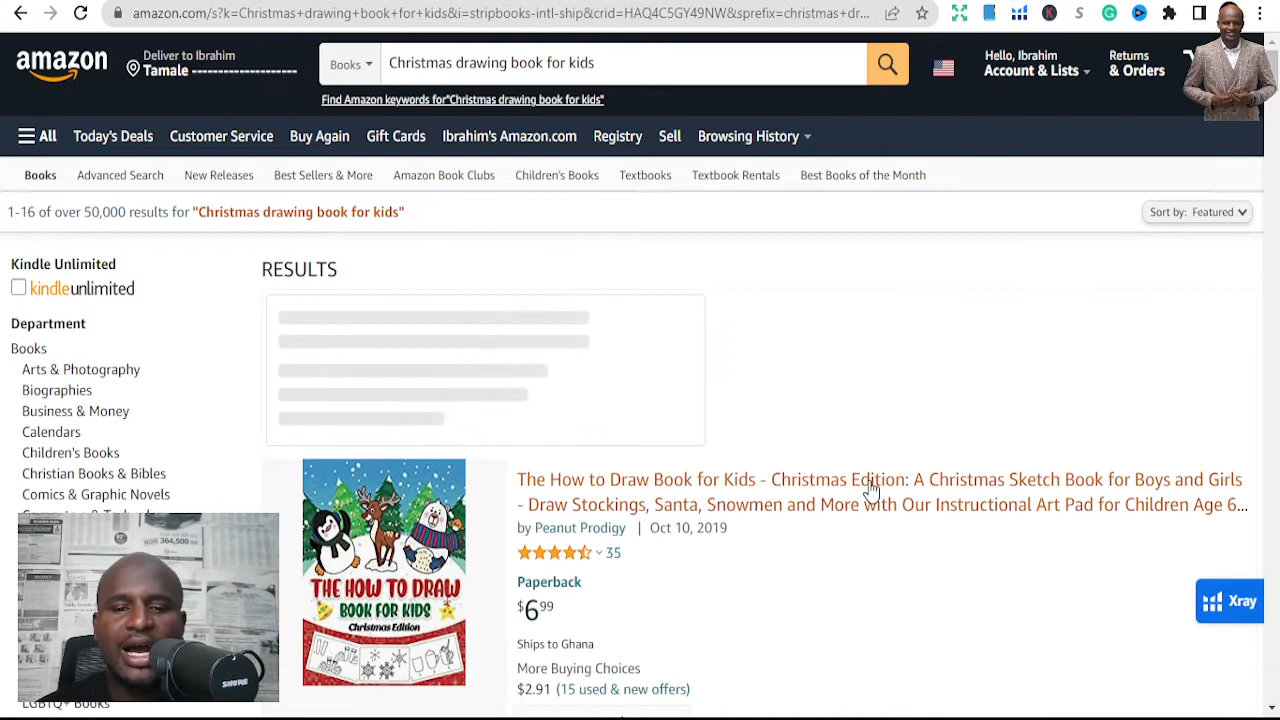 amazon.com/s?k=Christmas+drawing+book+for+kids&i=stripbooks-intl-ship&crid=HAQ4C5GY49NW&sprefix=christmas+dr...
amazon
Deliver to Ibrahim
Tamale --------------------
Books
Christmas drawing book for kids
Hello, Ibrahim
Account & Lists
Returns
& Orders
Find Amazon keywords for"Christmas drawing book for kids"
All Today's Deals Customer Service Buy Again Gift Cards Ibrahim's Amazon.com Registry Sell Browsing History
Books Advanced Search New Releases Best Sellers & More Amazon Book Clubs Children's Books Textbooks Textbook Rentals Best Books of the Month
1-16 of over 50,000 results for "Christmas drawing book for kids"
Sort by: Featured
Kindle Unlimited
kindleunlimited
Department
Books
Arts & Photography
Biographies
Business & Money
Calendars
Children's Books
Christian Books & Bibles
Comics & Graphic Novels
LGBTQ+ Books
RESULTS
The How to Draw Book for Kids - Christmas Edition: A Christmas Sketch Book for Boys and Girls
- Draw Stockings, Santa, Snowmen and More with Our Instructional Art Pad for Children Age 6...
by Peanut Prodigy | Oct 10, 2019
35
Paperback
$6 99
Ships to Ghana
More Buying Choices
$2.91 (15 used & new offers)
THE HOW TO DRAW
BOOK FOR KIDS
Christmas Edition
Xray
364,500
SHURE